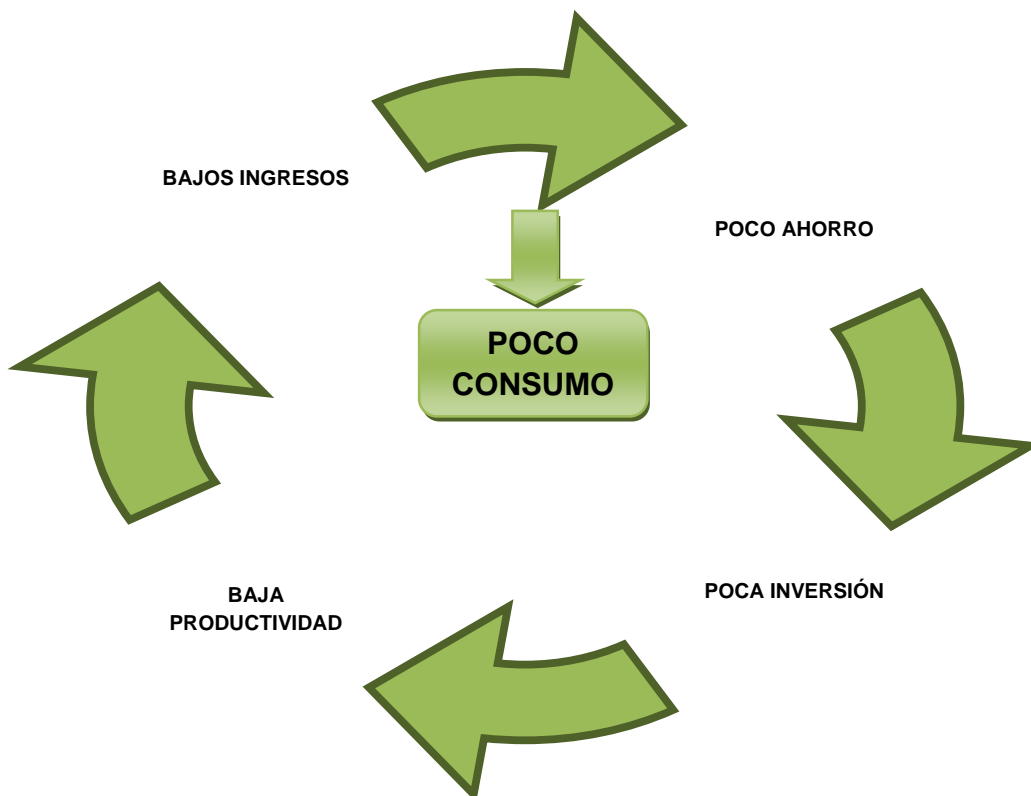 BAJOS INGRESOS
POCO AHORRO
POCO
CONSUMO
POCA INVERSIÓN
BAJA
PRODUCTIVIDAD